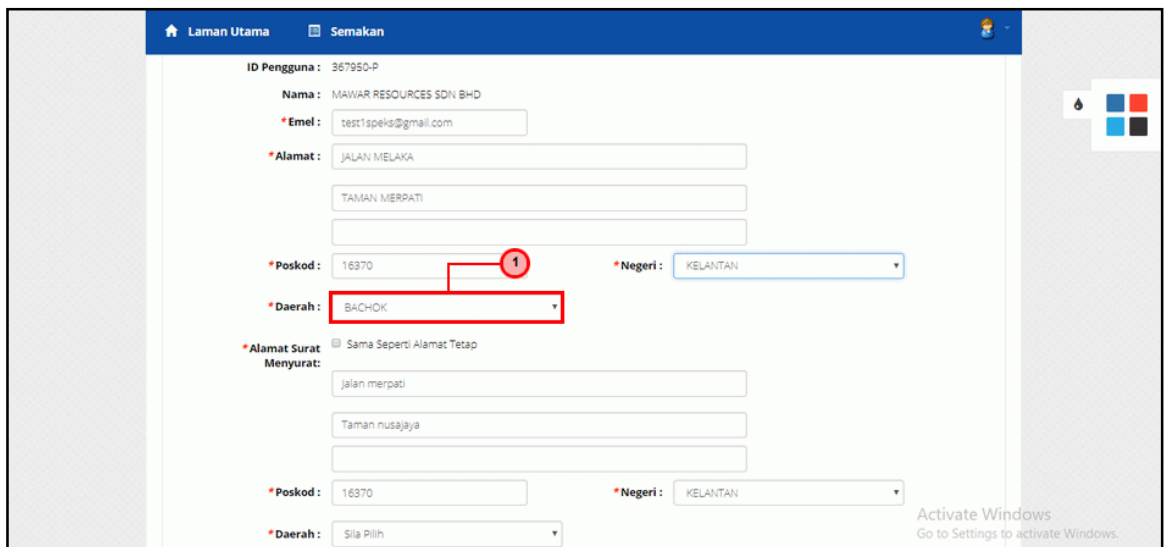 Laman Utama Semakan
ID Pengguna : 367950-P
Nama : MAWAR RESOURCES SDN BHD
*Emel : test1speks@gmail.com
*Alamat : JALAN MELAKA
TAMAN MERPATI
*Poskod : 16370 1 *Negeri : KELANTAN
*Daerah : BACHOK
*Alamat Surat Menyurat: Sama Seperti Alamat Tetap
Jalan merpati
Taman nusajaya
*Poskod : 16370 *Negeri : KELANTAN
*Daerah : Sila Pilih
Activate Windows
Go to Settings to activate Windows.